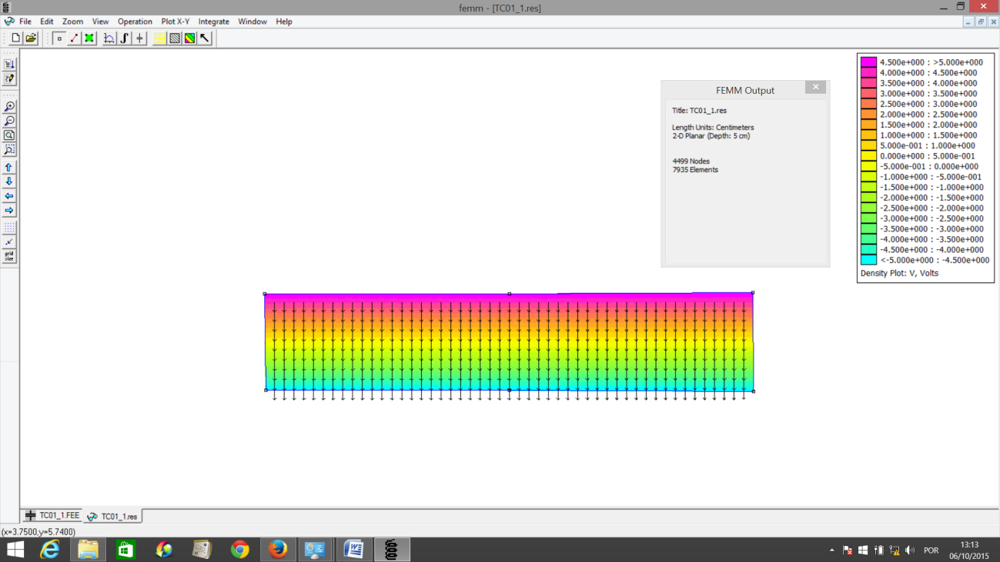 femm - [TC01_1.res]
File Edit Zoom View Operation Plot X-Y Integrate Window Help
grid
size
FEMM Output
Title: TC01_1.res
Length Units: Centimeters
2-D Planar (Depth: 5 cm)
4499 Nodes
7935 Elements
4.500e+000 : >5.000e+000
4.000e+000 : 4.500e+000
3.500e+000 : 4.000e+000
3.000e+000 : 3.500e+000
2.500e+000 : 3.000e+000
2.000e+000 : 2.500e+000
1.500e+000 : 2.000e+000
1.000e+000 : 1.500e+000
5.000e-001 : 1.000e+000
0.000e+000 : 5.000e-001
-5.000e-001 : 0.000e+000
-1.000e+000 : -5.000e-001
-1.500e+000 : -1.000e+000
-2.000e+000 : -1.500e+000
-2.500e+000 : -2.000e+000
-3.000e+000 : -2.500e+000
-3.500e+000 : -3.000e+000
-4.000e+000 : -3.500e+000
-4.500e+000 : -4.000e+000
<-5.000e+000 : -4.500e+000
Density Plot: V, Volts
TC01_1.FEE TC01_1.res
(x=3.7500,y=5.7400)
POR
13:13
06/10/2015